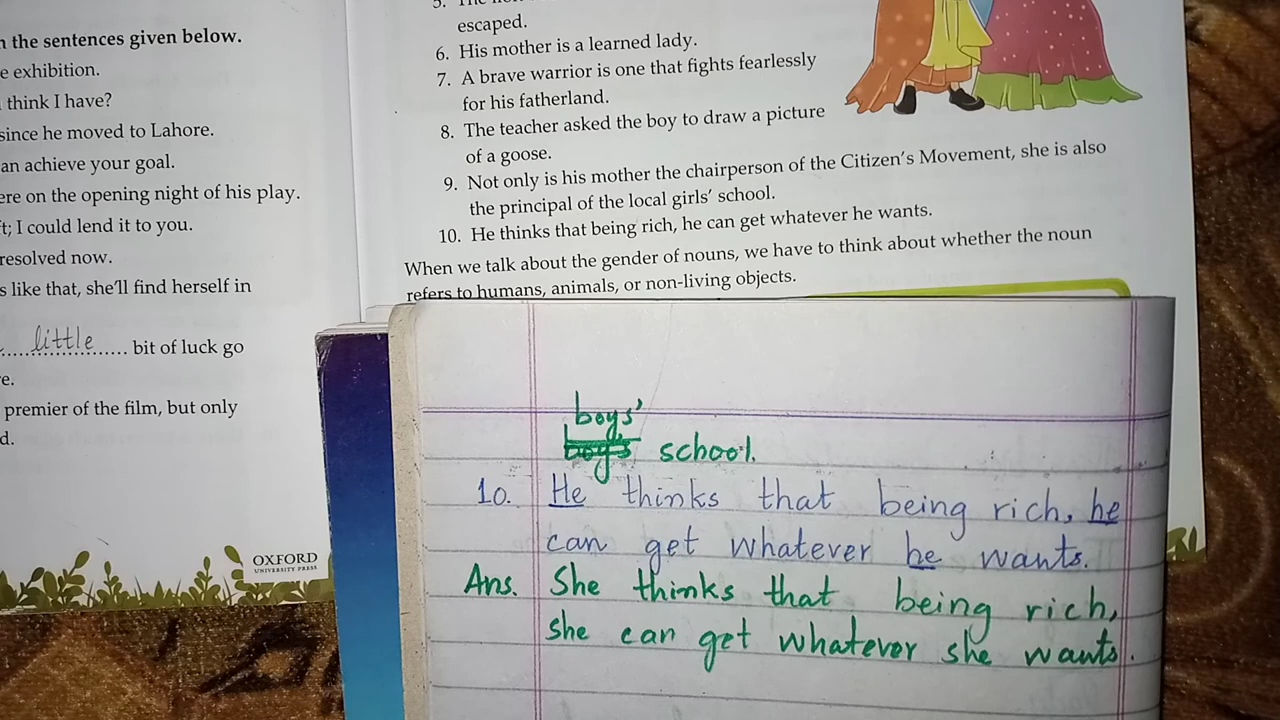 n the sentences given below.
e exhibition.
think I have?
since he moved to Lahore.
an achieve your goal.
ere on the opening night of his play.
t; I could lend it to you.
resolved now.
s like that, she'll find herself in
little bit of luck go
e.
premier of the film, but only
d.
OXFORD
UNIVERSITY PRESS
5. The
escaped.
6. His mother is a learned lady.
7. A brave warrior is one that fights fearlessly
for his fatherland.
8. The teacher asked the boy to draw a picture
of a goose.
9. Not only is his mother the chairperson of the Citizen's Movement, she is also
the principal of the local girls' school.
10. He thinks that being rich, he can get whatever he wants.
When we talk about the gender of nouns, we have to think about whether the noun
refers to humans, animals, or non-living objects.
boys'
boy's school.
10. He thinks that being rich, he
can get whatever he wants.
Ans. She thinks that being rich,
she can get whatever she wants.